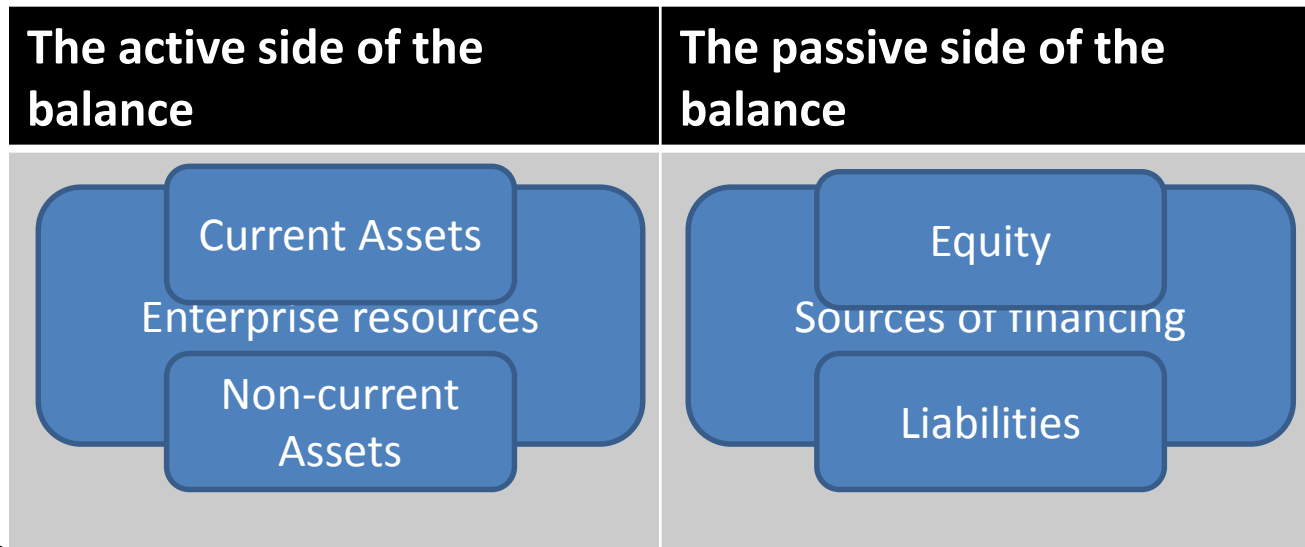 The active side of the
balance
The passive side of the
balance
Current Assets
Enterprise resources
Non-current
Assets
Equity
Sources of financing
Liabilities